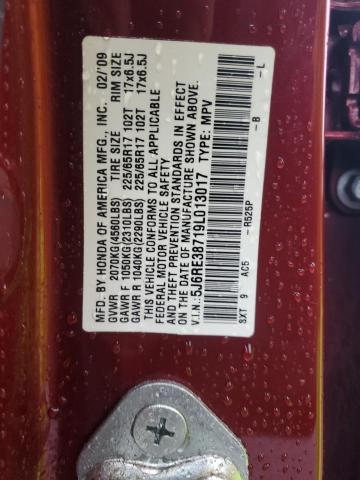 MFD. BY HONDA OF AMERICA MFG., INC. 02/'09
GVWR 2070KG(4560LBS) TIRE SIZE RIM SIZE
GAWR F 1050KG(2310LBS) 225/65R17 102T 17x6.5J
GAWR R 1040KG(2290LBS) 225/65R17 102T 17x6.5J
THIS VEHICLE CONFORMS TO ALL APPLICABLE
FEDERAL MOTOR VEHICLE SAFETY
AND THEFT PREVENTION STANDARDS IN EFFECT
ON THE DATE OF MANUFACTURE SHOWN ABOVE.
V.I.N.:5J6RE38719L013017 TYPE: MPV
SXT 9 AC5 -R525P -B -L